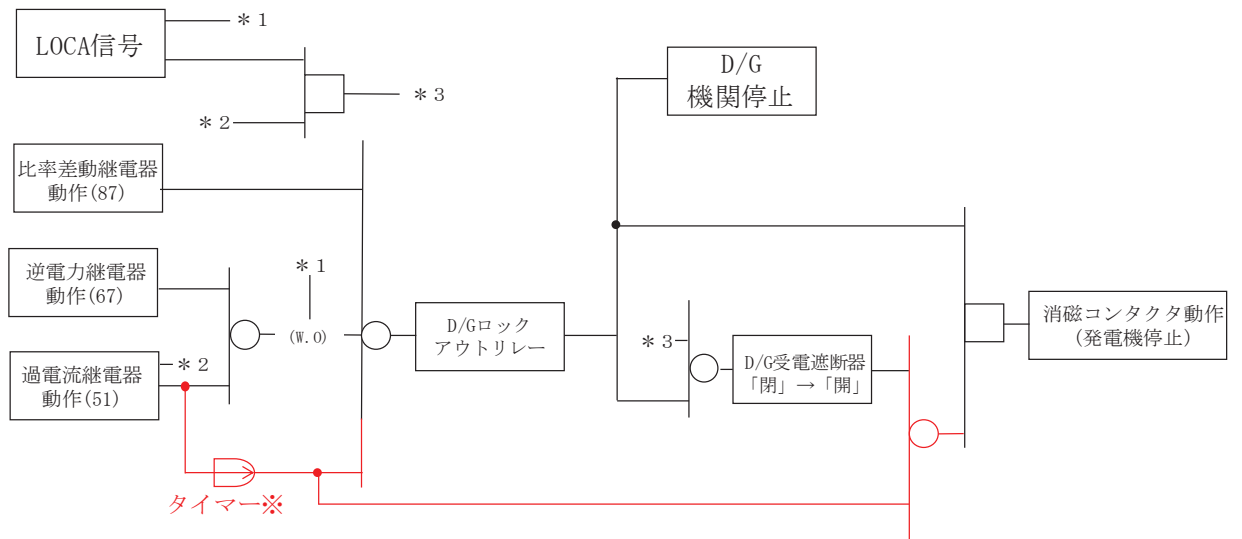 LOCA信号
＊１
＊３
＊２
D/G
機関停止
比率差動継電器
動作(87)
逆電力継電器
動作(67)
＊１
(W.O)
D/Gロック
アウトリレー
＊３
D/G受電遮断器
「閉」→「開」
消磁コンタクタ動作
(発電機停止)
過電流継電器
動作(51)
＊２
タイマー※